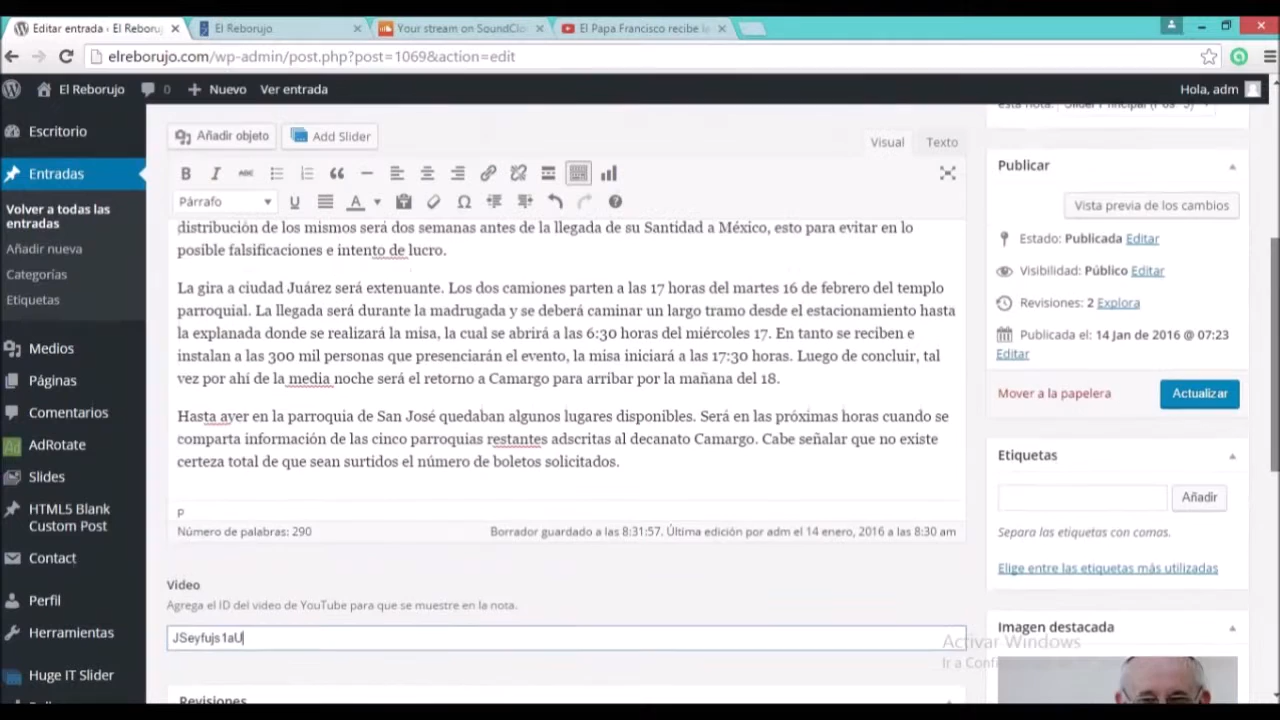 Editar entrada ‹ El Reboruj
El Reborujo
Your stream on SoundClo
El Papa Francisco recibe l
elreborujo.com/wp-admin/post.php?post=1069&action=edit
El Reborujo
0
Nuevo
Ver entrada
Hola, adm
Escritorio
Entradas
Volver a todas las
entradas
Añadir nueva
Categorías
Etiquetas
Medios
Páginas
Comentarios
AdRotate
Slides
HTML5 Blank
Custom Post
Contact
Perfil
Herramientas
Huge IT Slider
Añadir objeto
Add Slider
Visual
Texto
B I ABC
Párrafo
U
A
distribución de los mismos será dos semanas antes de la llegada de su Santidad a México, esto para evitar en lo
posible falsificaciones e intento de lucro.
La gira a ciudad Juárez será extenuante. Los dos camiones parten a las 17 horas del martes 16 de febrero del templo
parroquial. La llegada será durante la madrugada y se deberá caminar un largo tramo desde el estacionamiento hasta
la explanada donde se realizará la misa, la cual se abrirá a las 6:30 horas del miércoles 17. En tanto se reciben e
instalan a las 300 mil personas que presenciarán el evento, la misa iniciará a las 17:30 horas. Luego de concluir, tal
vez por ahí de la media noche será el retorno a Camargo para arribar por la mañana del 18.
Hasta ayer en la parroquia de San José quedaban algunos lugares disponibles. Será en las próximas horas cuando se
comparta información de las cinco parroquias restantes adscritas al decanato Camargo. Cabe señalar que no existe
certeza total de que sean surtidos el número de boletos solicitados.
p
Número de palabras: 290
Borrador guardado a las 8:31:57. Última edición por adm el 14 enero, 2016 a las 8:30 am
Video
Agrega el ID del video de YouTube para que se muestre en la nota.
JSeyfujs1aU
Revisiones
esta nota:
Slider Principal (Pos
Publicar
Vista previa de los cambios
Estado: Publicada Editar
Visibilidad: Público Editar
Revisiones: 2 Explora
Publicada el: 14 Jan de 2016 @ 07:23
Editar
Mover a la papelera
Actualizar
Etiquetas
Añadir
Separa las etiquetas con comas.
Elige entre las etiquetas más utilizadas
Imagen destacada
Activar Windows
Ir a Confi